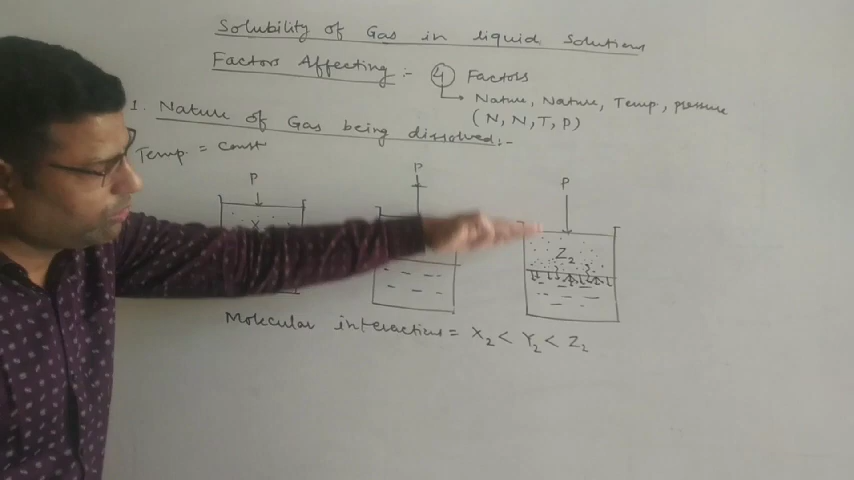 Solubility of Gas in liquid Solutions
Factors Affecting :- 4 Factors
Nature, Nature, Temp, pressure
(N, N, T, P)
1. Nature of Gas being dissolved:-
Temp. = Const
P P P
X Z₂
Molecular interactions = X₂ < Y₂ < Z₂